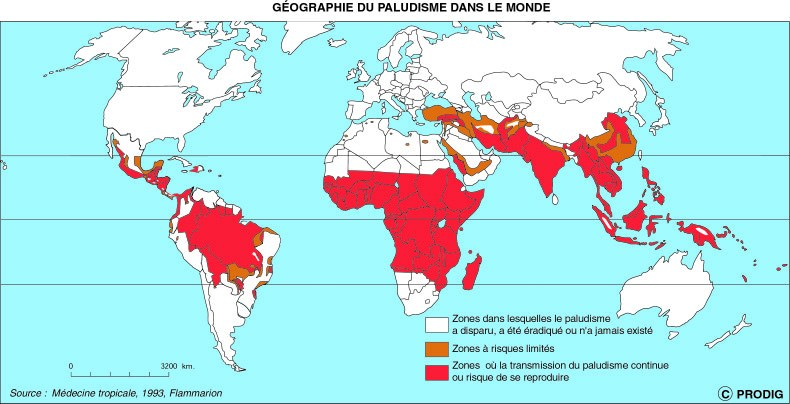 GÉOGRAPHIE DU PALUDISME DANS LE MONDE
Zones dans lesquelles le paludisme
a disparu, a été éradiqué ou n'a jamais existé
Zones à risques limités
Zones où la transmission du paludisme continue
ou risque de se reproduire
0 3200 km.
Source : Médecine tropicale, 1993, Flammarion
© PRODIG